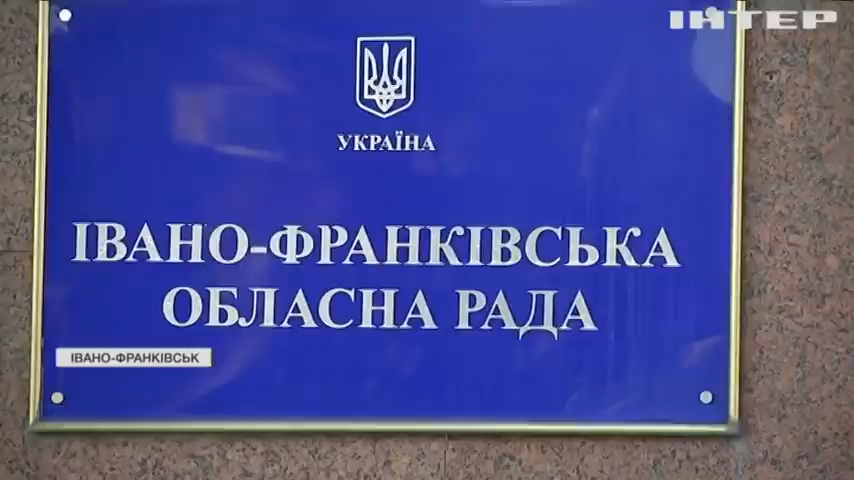 ІНТЕР
УКРАЇНА
ІВАНО-ФРАНКІВСЬКА
ОБЛАСНА РАДА
ІВАНО-ФРАНКІВСЬК